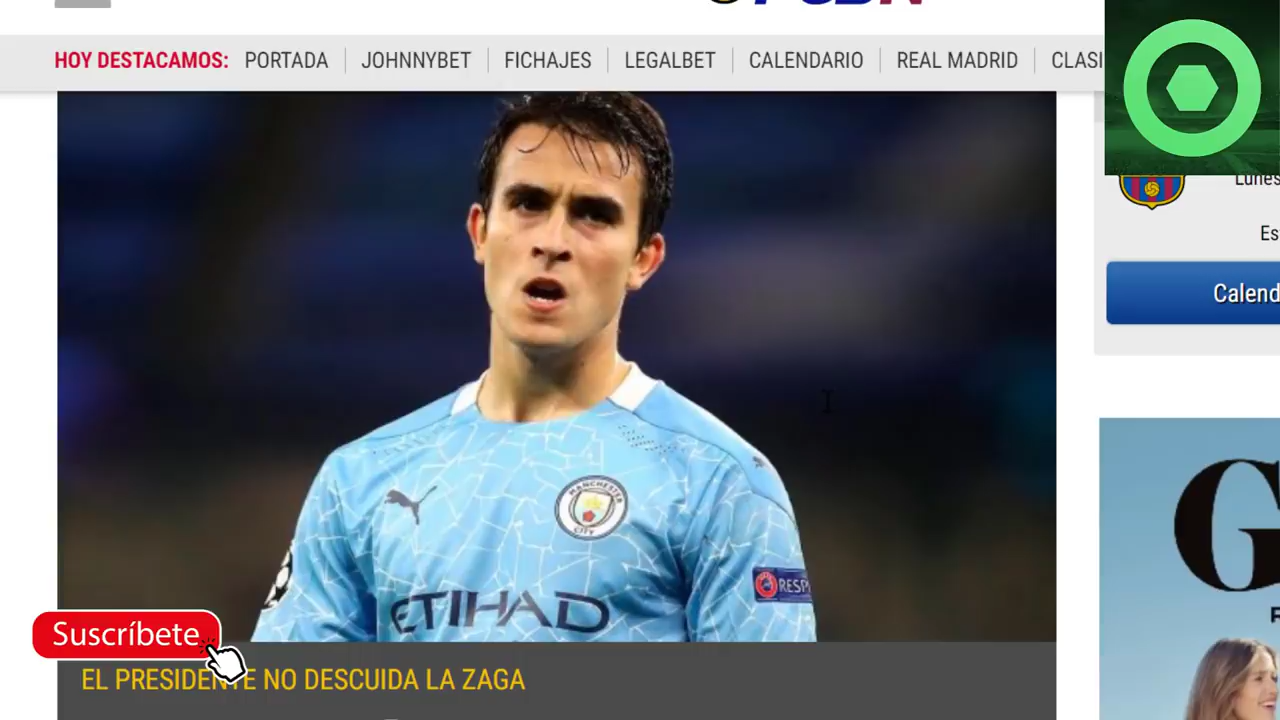 HOY DESTACAMOS: PORTADA JOHNNYBET FICHAJES LEGALBET CALENDARIO REAL MADRID CLASI
Lunes
Es
Calend
MANCHESTER
CITY
RESP
ETIHAD
G
Suscríbete
EL PRESIDENTE NO DESCUIDA LA ZAGA